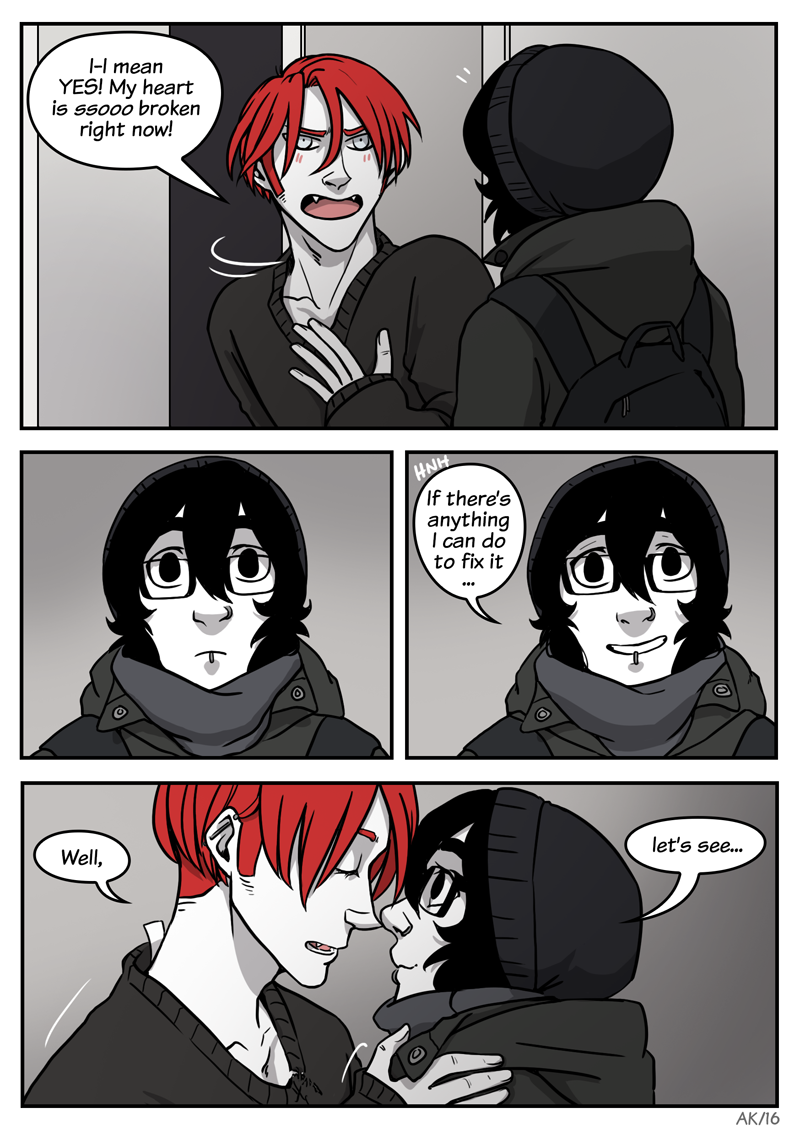 I-I mean
YES! My heart
is ssooo broken
right now!
HNH
If there's
anything
I can do
to fix it
...
Well,
let's see...
AK/16